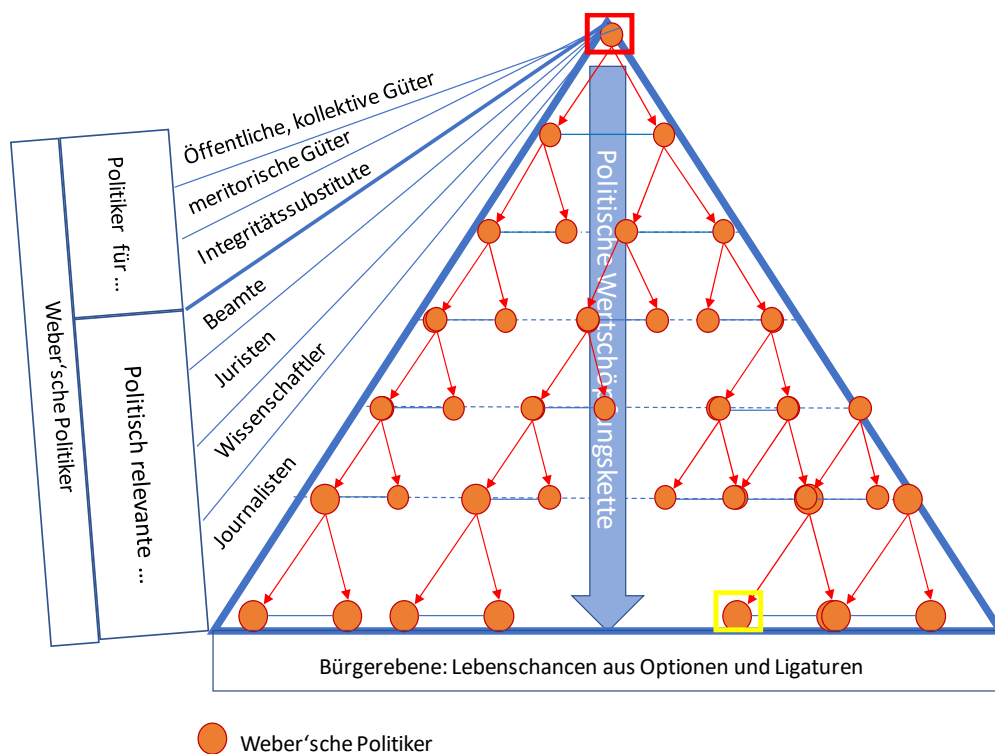 Öffentliche, kollektive Güter
meritorische Güter
Integritätssubstitute
Beamte
Juristen
Wissenschaftler
Journalisten
Politiker für ...
Politisch relevante ...
Weber‘sche Politiker
Politische Wertschöpfungskette
Bürgerebene: Lebenschancen aus Optionen und Ligaturen
Weber‘sche Politiker